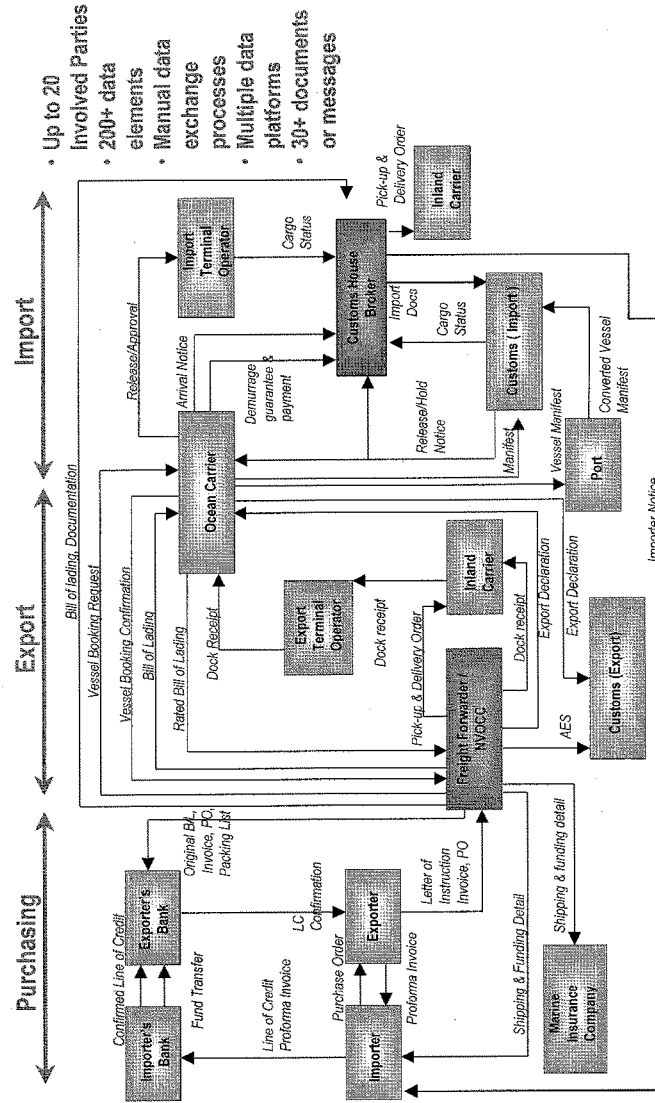 Purchasing
Export
Import
• Up to 20
Involved Parties
• 200+ data
elements
• Manual data
exchange
processes
• Multiple data
platforms
• 30+ documents
or messages
Bill of lading, Documentation
Vessel Booking Request
Vessel Booking Confirmation
Bill of Lading
Rated Bill of Lading
Confirmed Line of Credit
Importer's
Bank
Exporter's
Bank
Fund Transfer
Original B/L,
Invoice, PO,
Packing List
Line of Credit
Proforma Invoice
LC
Confirmation
Purchase Order
Importer
Exporter
Proforma Invoice
Letter of
Instruction
Invoice, PO
Shipping & Funding Detail
Marine
Insurance
Company
Shipping & funding detail
Freight Forwarder /
NVOCC
Pick-up & Delivery Order
AES
Customs (Export)
Dock Receipt
Export
Terminal
Operator
Dock receipt
Inland
Carrier
Dock receipt
Export Declaration
Export Declaration
Ocean Carrier
Release/Approval
Import
Terminal
Operator
Cargo
Status
Arrival Notice
Demurrage
guarantee &
payment
Customs House
Broker
Pick-up &
Delivery Order
Inland
Carrier
Import
Docs
Cargo
Status
Release/Hold
Notice
Customs ( Import )
Manifest
Vessel Manifest
Port
Converted Vessel
Manifest
Importer Notice